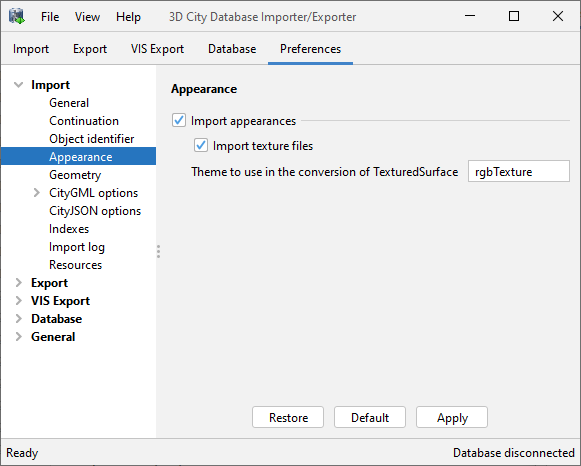 File View Help 3D City Database Importer/Exporter
Import Export VIS Export Database Preferences
Import
General
Continuation
Object identifier
Appearance
Geometry
CityGML options
CityJSON options
Indexes
Import log
Resources
Export
VIS Export
Database
General
Appearance
Import appearances
Import texture files
Theme to use in the conversion of TexturedSurface rgbTexture
Restore Default Apply
Ready Database disconnected